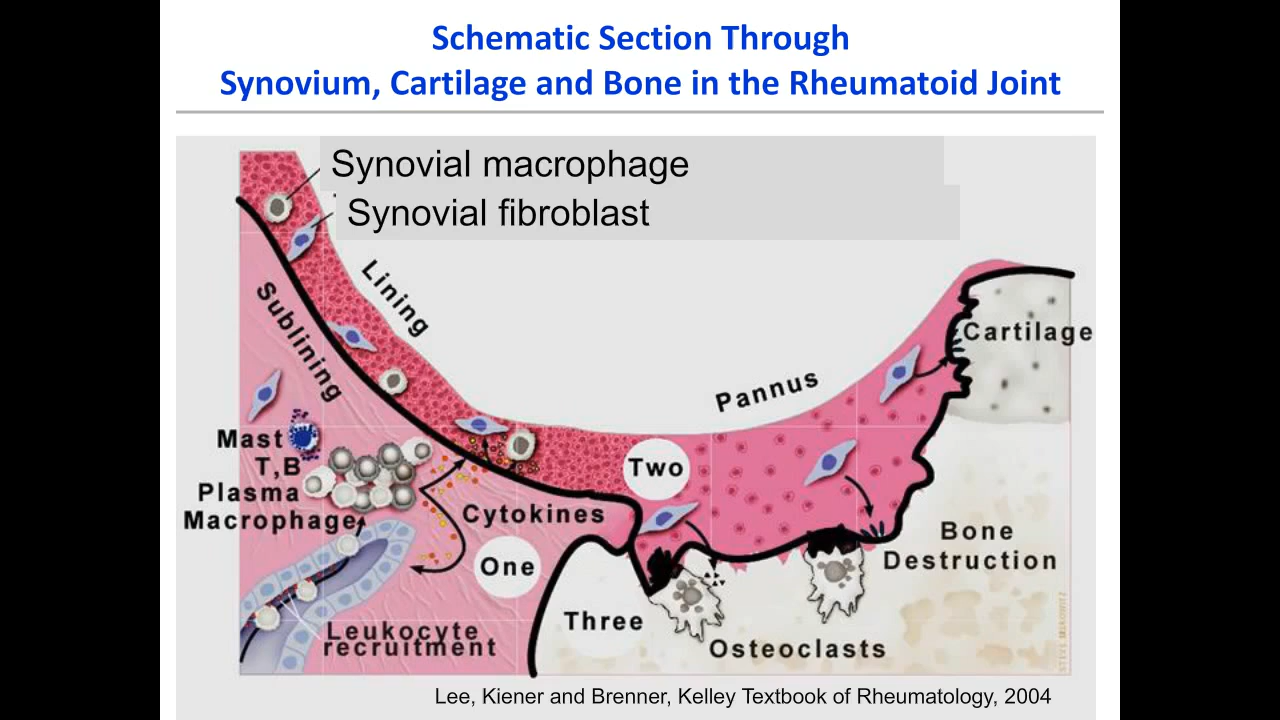 Schematic Section Through
Synovium, Cartilage and Bone in the Rheumatoid Joint
Synovial macrophage
Synovial fibroblast
Lining
Sublining
Cartilage
Pannus
Mast
T,B
Plasma
Macrophage
Two
Cytokines
One
Bone
Destruction
Three
Leukocyte
recruitment
Osteoclasts
Lee, Kiener and Brenner, Kelley Textbook of Rheumatology, 2004